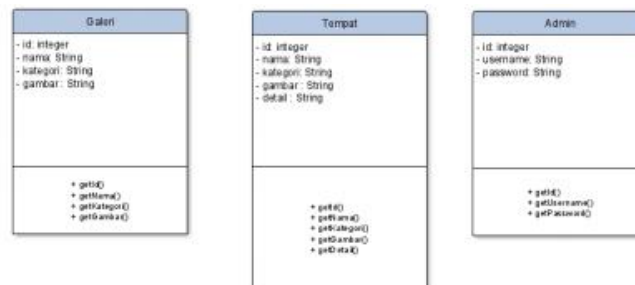 Galeri
- id: integer
- nama: String
- kategori: String
- gambar : String
+ getId()
+ getNama()
+ getKategori()
+ getGambar()
Tempat
- id: integer
- nama: String
- kategori: String
- gambar : String
- detail : String
+ getId()
+ getNama()
+ getKategori()
+ getGambar()
+ getDetail()
Admin
- id: integer
- username: String
- password: String
+ getId()
+ getUsername()
+ getPassword()